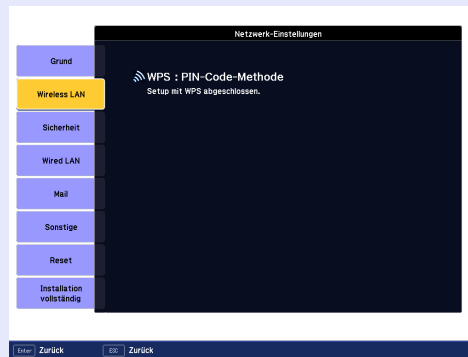 Netzwerk-Einstellungen
Grund
Wireless LAN
Sicherheit
Wired LAN
Mail
Sonstige
Reset
Installation
vollständig
WPS : PIN-Code-Methode
Setup mit WPS abgeschlossen.
Enter Zurück ESC Zurück